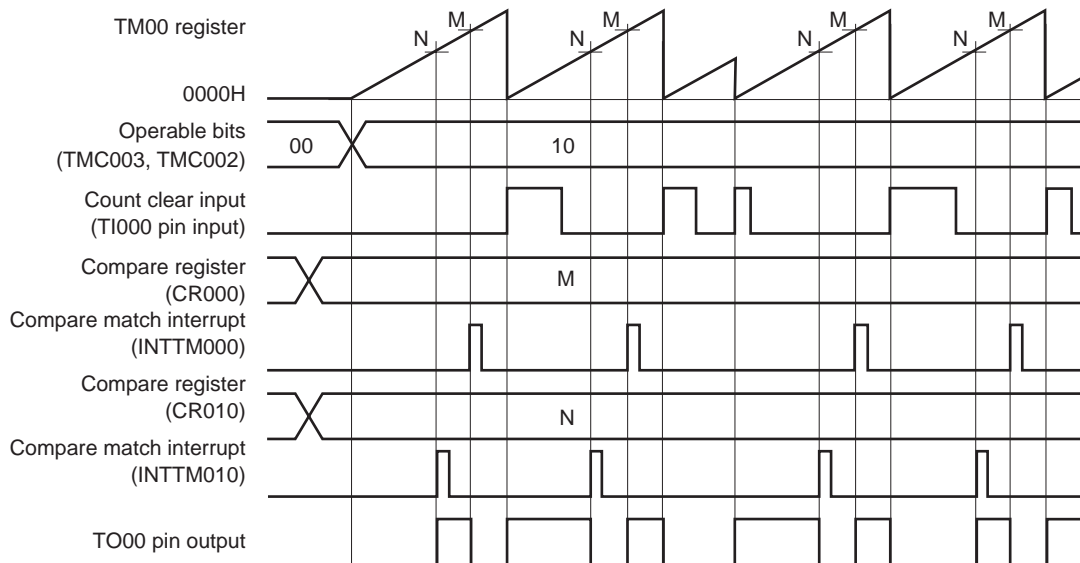 TM00 register
N M N M N M N M
0000H
Operable bits
(TMC003, TMC002)
00 10
Count clear input
(TI000 pin input)
Compare register
(CR000)
M
Compare match interrupt
(INTTM000)
Compare register
(CR010)
N
Compare match interrupt
(INTTM010)
TO00 pin output